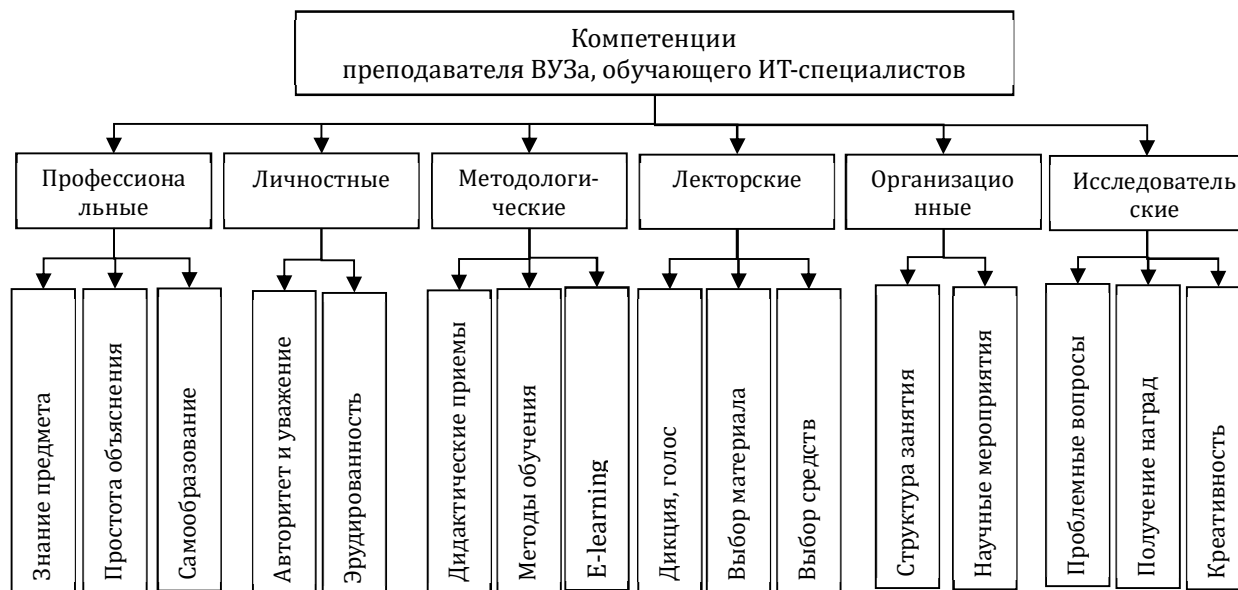 Компетенции
преподавателя ВУЗа, обучающего ИТ-специалистов
Профессиона
льные
Личностные
Методологи-
ческие
Лекторские
Организацио
нные
Исследователь
ские
Знание предмета
Простота объяснения
Самообразование
Авторитет и уважение
Эрудированность
Дидактические приемы
Методы обучения
E-learning
Дикция, голос
Выбор материала
Выбор средств
Структура занятия
Научные мероприятия
Проблемные вопросы
Получение наград
Креативность